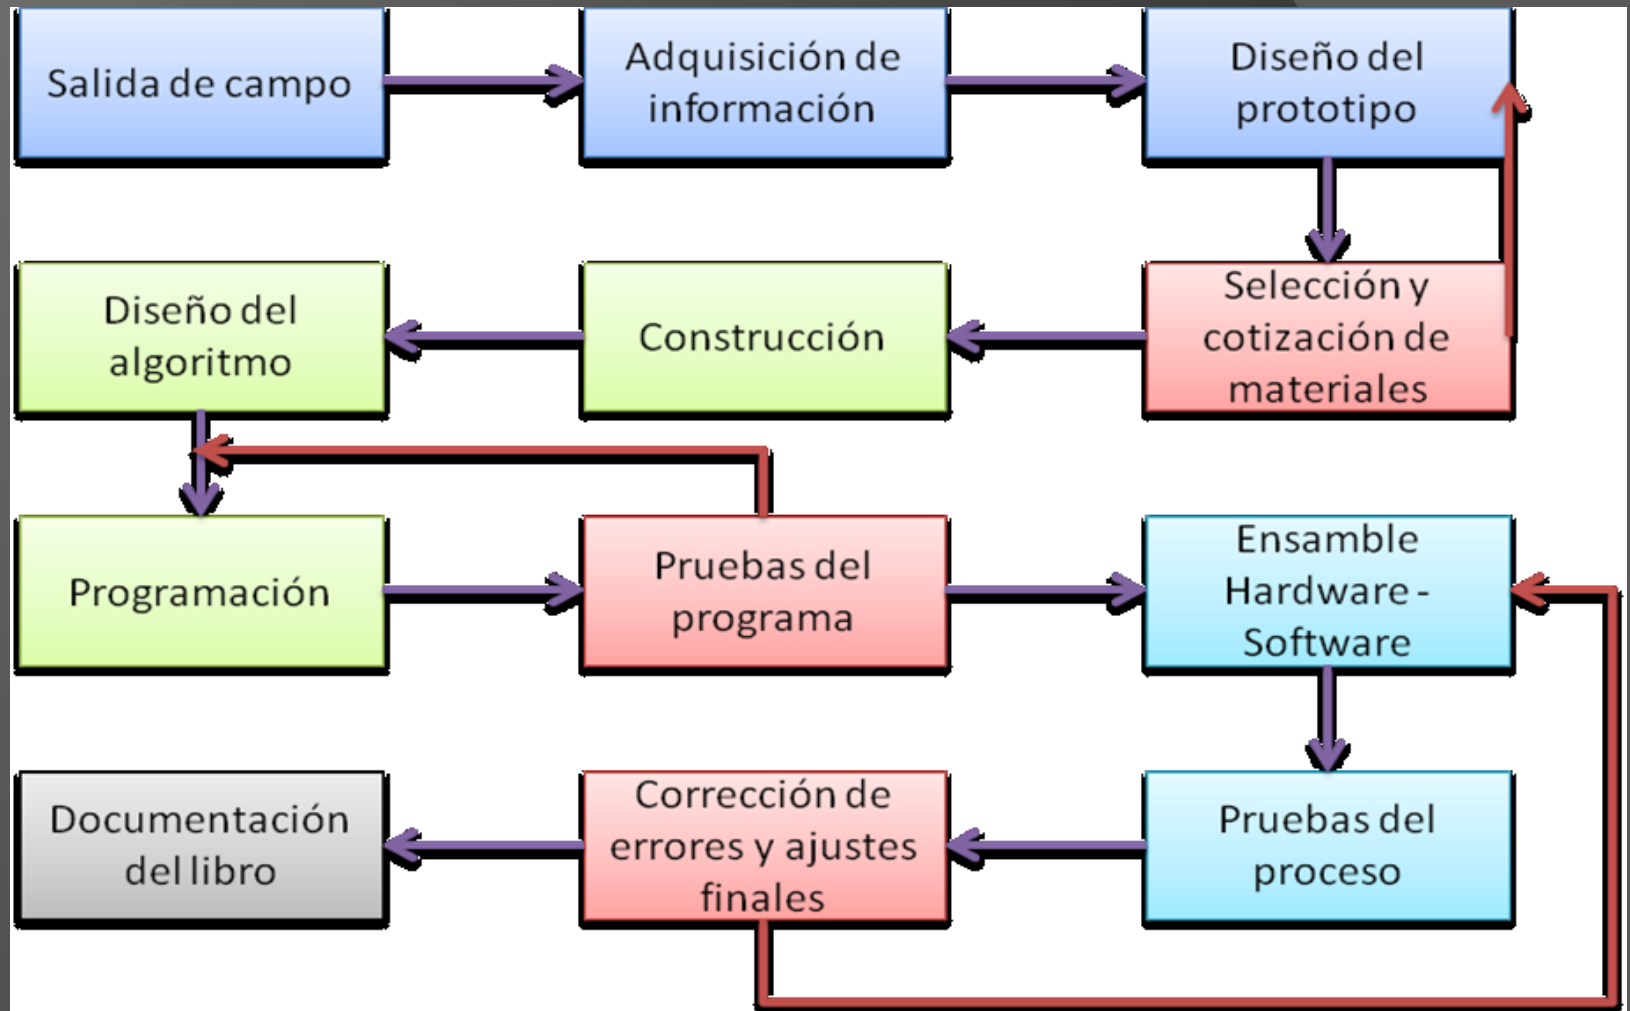 Salida de campo
Adquisición de
información
Diseño del
prototipo
Diseño del
algoritmo
Construcción
Selección y
cotización de
materiales
Programación
Pruebas del
programa
Ensamble
Hardware -
Software
Documentación
del libro
Corrección de
errores y ajustes
finales
Pruebas del
proceso